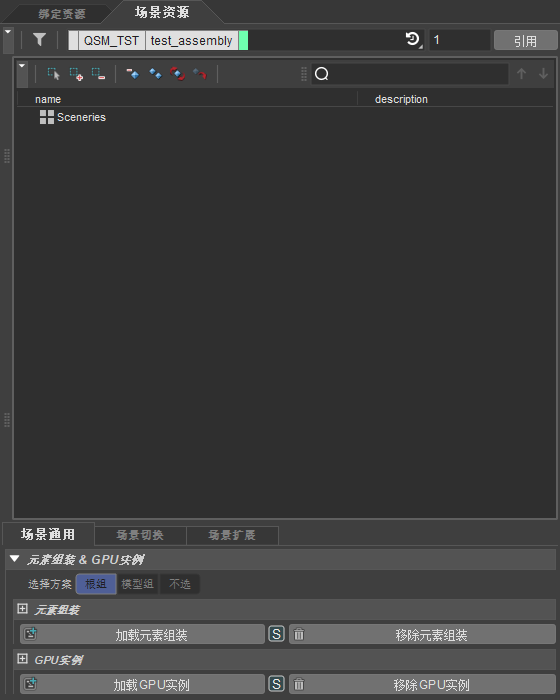 绑定资源 场景资源
QSM_TST test_assembly 1 引用
name description
Sceneries
场景通用 场景切换 场景扩展
元素组装 & GPU实例
选择方案 根组 模型组 不选
元素组装
加载元素组装 S 移除元素组装
GPU实例
加载GPU实例 S 移除GPU实例